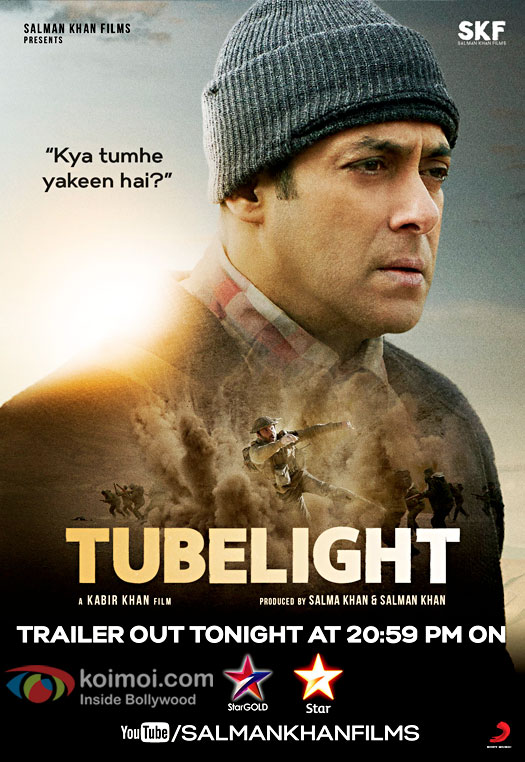 SALMAN KHAN FILMS
PRESENTS
SKF
SALMAN KHAN FILMS
“Kya tumhe
yakeen hai?”
TUBELIGHT
A KABIR KHAN FILM
PRODUCED BY SALMA KHAN & SALMAN KHAN
TRAILER OUT TONIGHT AT 20:59 PM ON
koimoi.com
Inside Bollywood
StarGOLD
Star
YouTube/SALMANKHANFILMS
SONY MUSIC